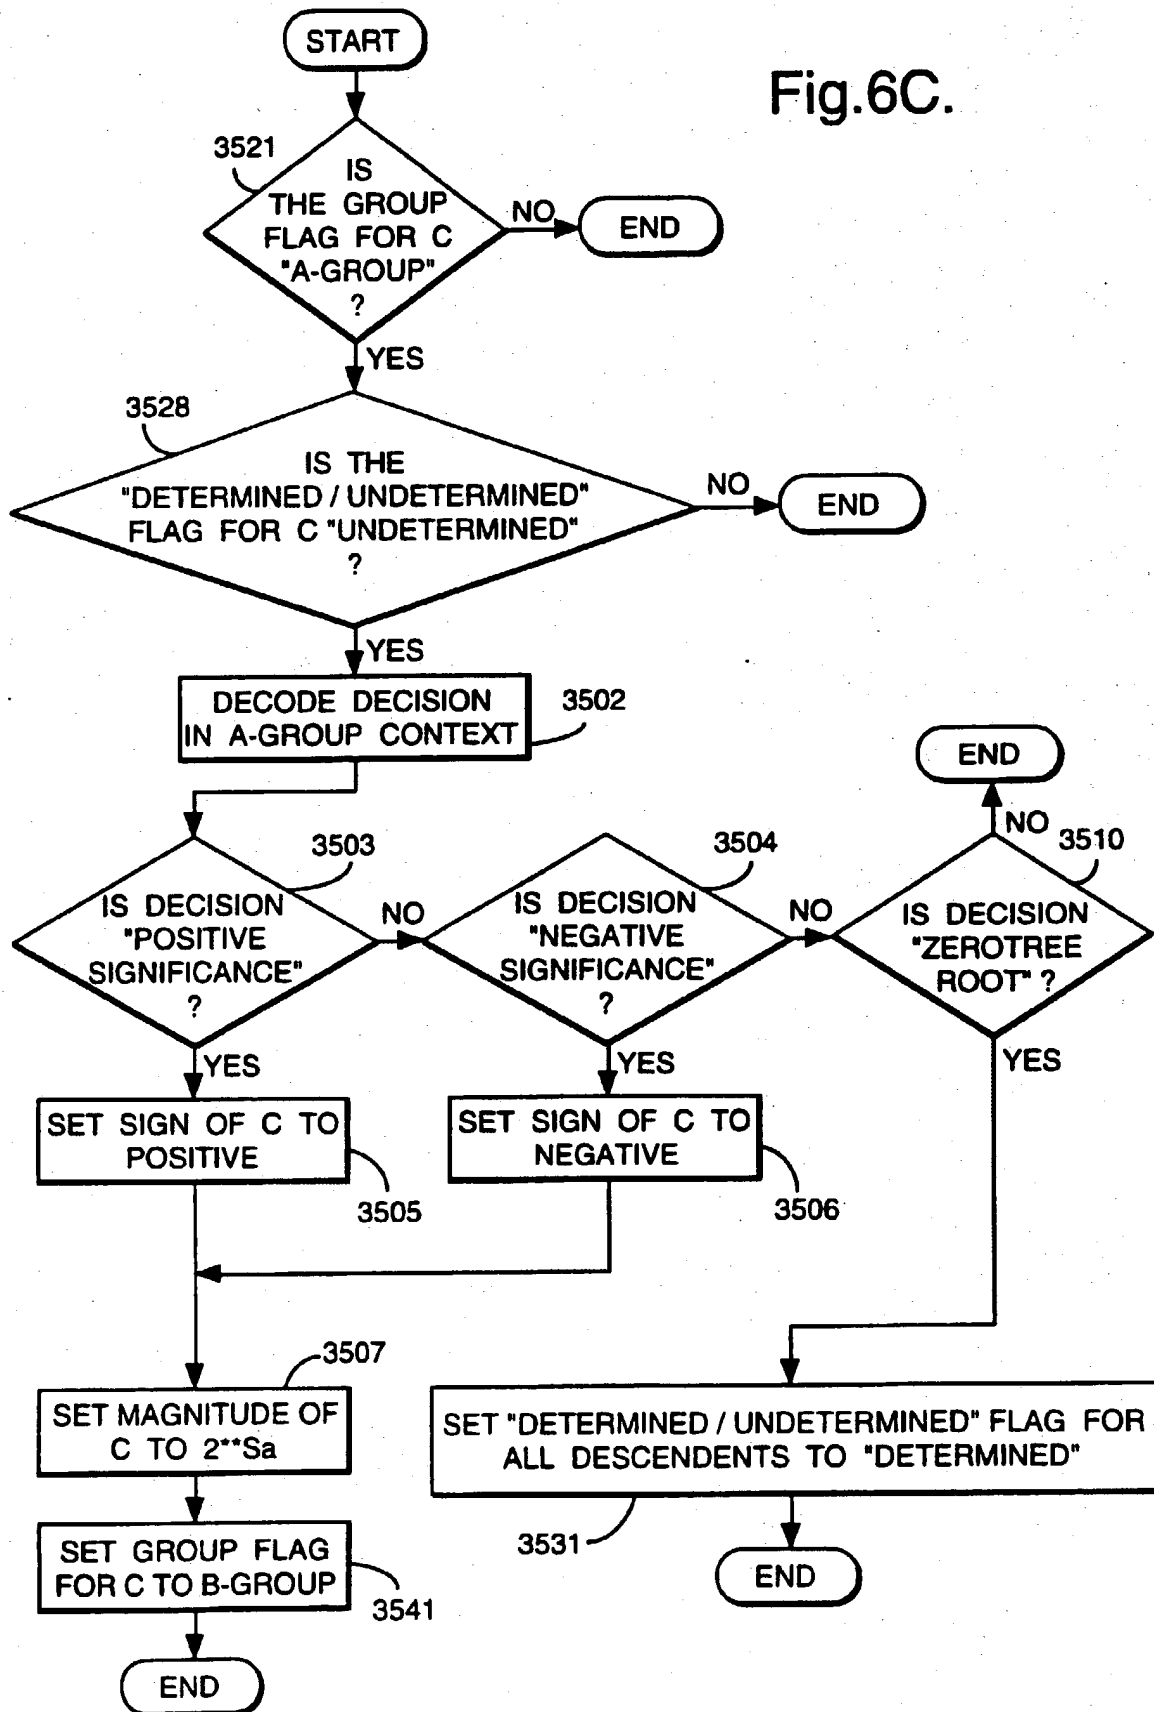 START
Fig.6C.
3521
IS
THE GROUP
FLAG FOR C
"A-GROUP"
?
NO
END
YES
3528
IS THE
"DETERMINED / UNDETERMINED"
FLAG FOR C "UNDETERMINED"
?
NO
END
YES
DECODE DECISION
IN A-GROUP CONTEXT
3502
END
NO
3503
IS DECISION
"POSITIVE
SIGNIFICANCE"
?
NO
3504
IS DECISION
"NEGATIVE
SIGNIFICANCE"
?
NO
3510
IS DECISION
"ZEROTREE
ROOT" ?
YES
YES
YES
SET SIGN OF C TO
POSITIVE
3505
SET SIGN OF C TO
NEGATIVE
3506
3507
SET MAGNITUDE OF
C TO 2**Sa
SET "DETERMINED / UNDETERMINED" FLAG FOR
ALL DESCENDENTS TO "DETERMINED"
3531
END
SET GROUP FLAG
FOR C TO B-GROUP
3541
END